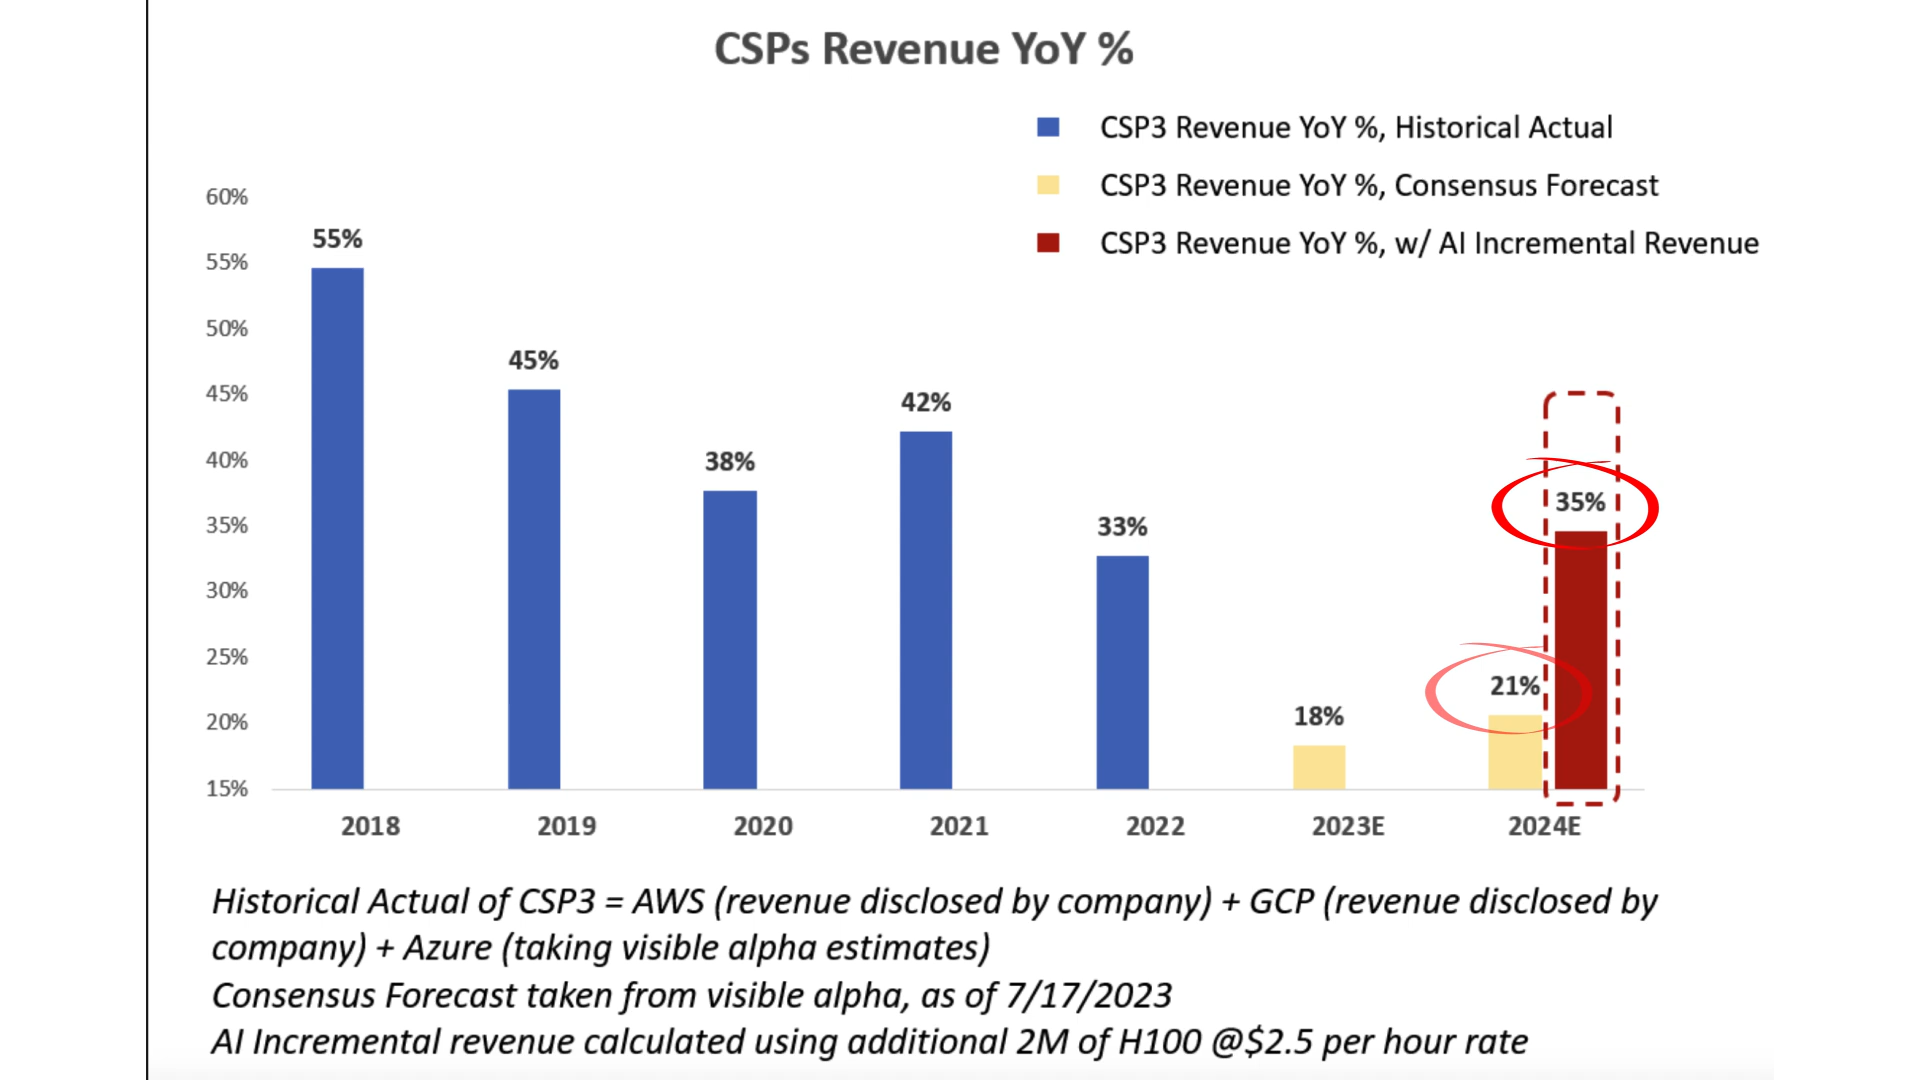 CSPs Revenue YoY %
CSP3 Revenue YoY %, Historical Actual
CSP3 Revenue YoY %, Consensus Forecast
CSP3 Revenue YoY %, w/ AI Incremental Revenue
60%
55%
50%
45%
40%
35%
30%
25%
20%
15%
55%
45%
38%
42%
33%
18%
21%
35%
2018
2019
2020
2021
2022
2023E
2024E
Historical Actual of CSP3 = AWS (revenue disclosed by company) + GCP (revenue disclosed by
company) + Azure (taking visible alpha estimates)
Consensus Forecast taken from visible alpha, as of 7/17/2023
AI Incremental revenue calculated using additional 2M of H100 @$2.5 per hour rate